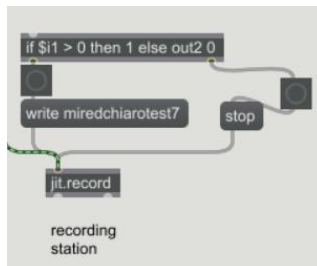 if $i1 > 0 then 1 else out2 0
write miredchiarotest7
stop
jit.record
recording
station